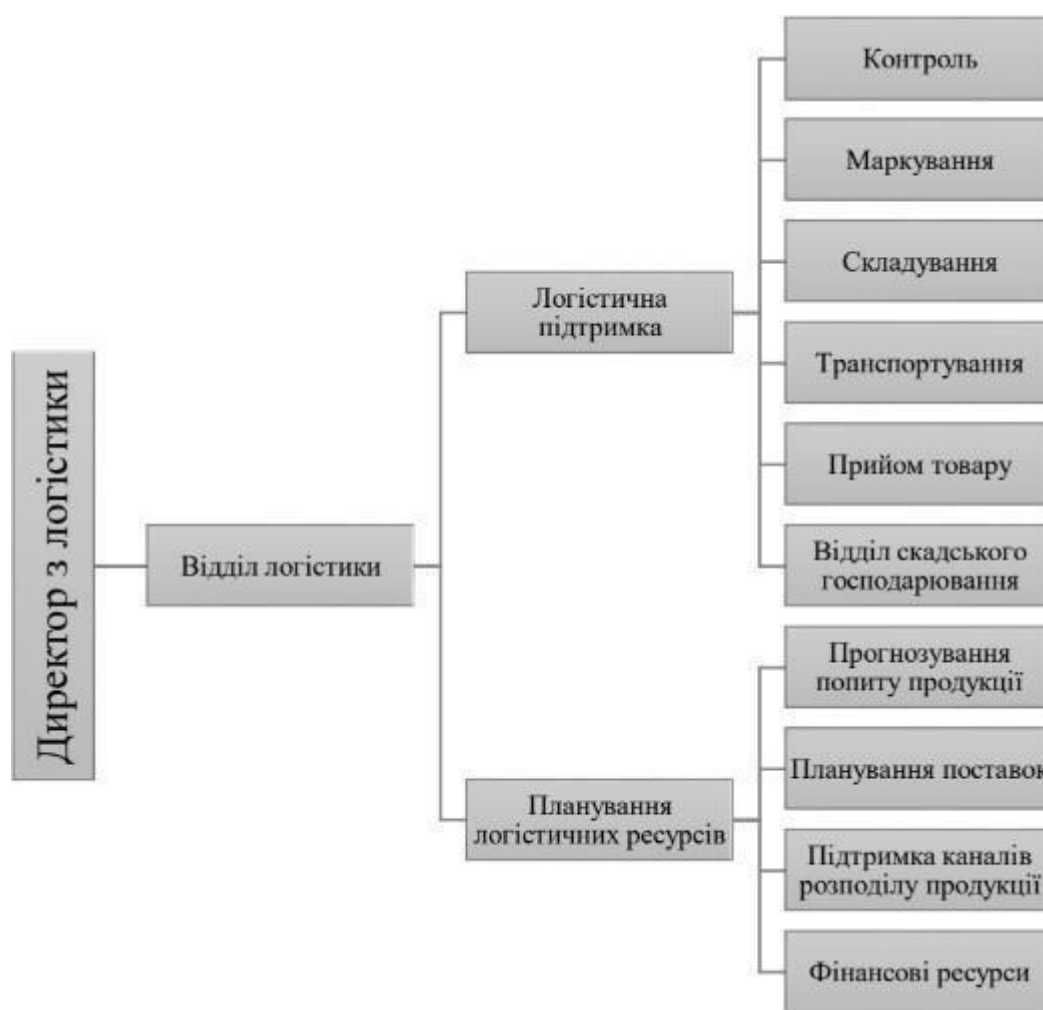 Директор з логістики
Відділ логістики
Логістична
підтримка
Контроль
Маркування
Складування
Транспортування
Прийом товару
Відділ скадського
господарювання
Планування
логістичних ресурсів
Прогнозування
попиту продукції
Планування поставок
Підтримка каналів
розподілу продукції
Фінансові ресурси